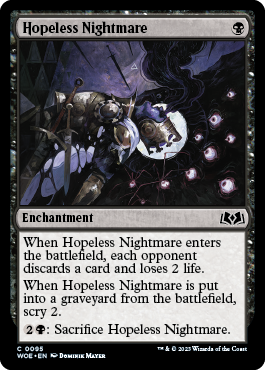 Hopeless Nightmare
Enchantment
When Hopeless Nightmare enters
the battlefield, each opponent
discards a card and loses 2 life.
When Hopeless Nightmare is put
into a graveyard from the battlefield,
scry 2.
2: Sacrifice Hopeless Nightmare.
C 0095
WOE • EN Dominik Mayer
™ & © 2023 Wizards of the Coast